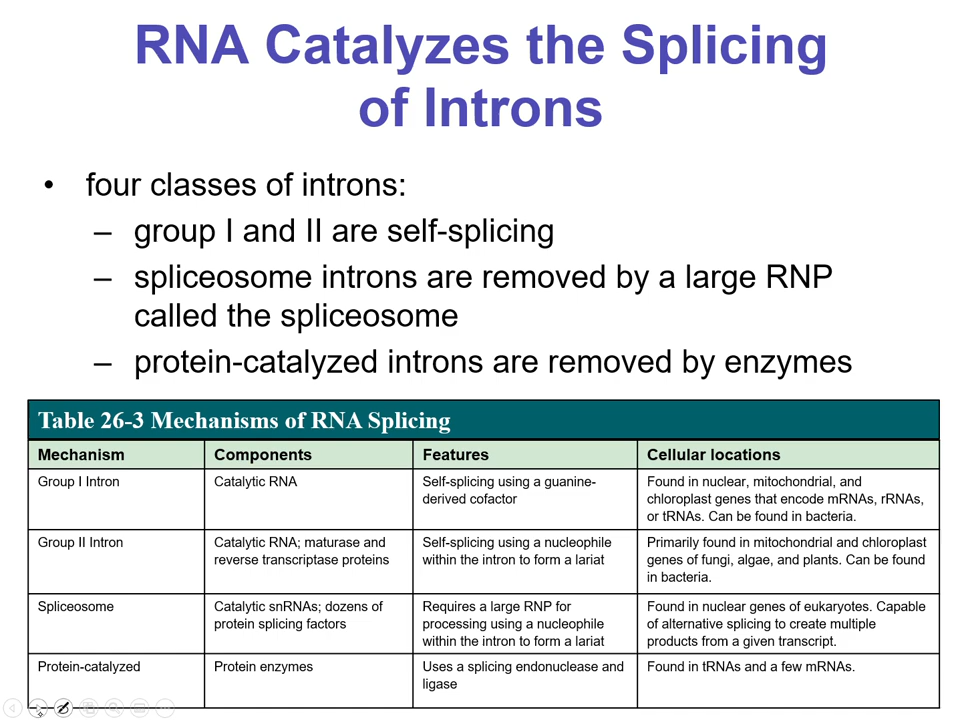 RNA Catalyzes the Splicing
of Introns
• four classes of introns:
– group I and II are self-splicing
– spliceosome introns are removed by a large RNP
called the spliceosome
– protein-catalyzed introns are removed by enzymes
Table 26-3 Mechanisms of RNA Splicing
Mechanism Components Features Cellular locations
Group I Intron
Catalytic RNA
Self-splicing using a guanine-
derived cofactor
Found in nuclear, mitochondrial, and
chloroplast genes that encode mRNAs, rRNAs,
or tRNAs. Can be found in bacteria.
Group II Intron
Catalytic RNA; maturase and
reverse transcriptase proteins
Self-splicing using a nucleophile
within the intron to form a lariat
Primarily found in mitochondrial and chloroplast
genes of fungi, algae, and plants. Can be found
in bacteria.
Spliceosome
Catalytic snRNAs; dozens of
protein splicing factors
Requires a large RNP for
processing using a nucleophile
within the intron to form a lariat
Found in nuclear genes of eukaryotes. Capable
of alternative splicing to create multiple
products from a given transcript.
Protein-catalyzed
Protein enzymes
Uses a splicing endonuclease and
ligase
Found in tRNAs and a few mRNAs.